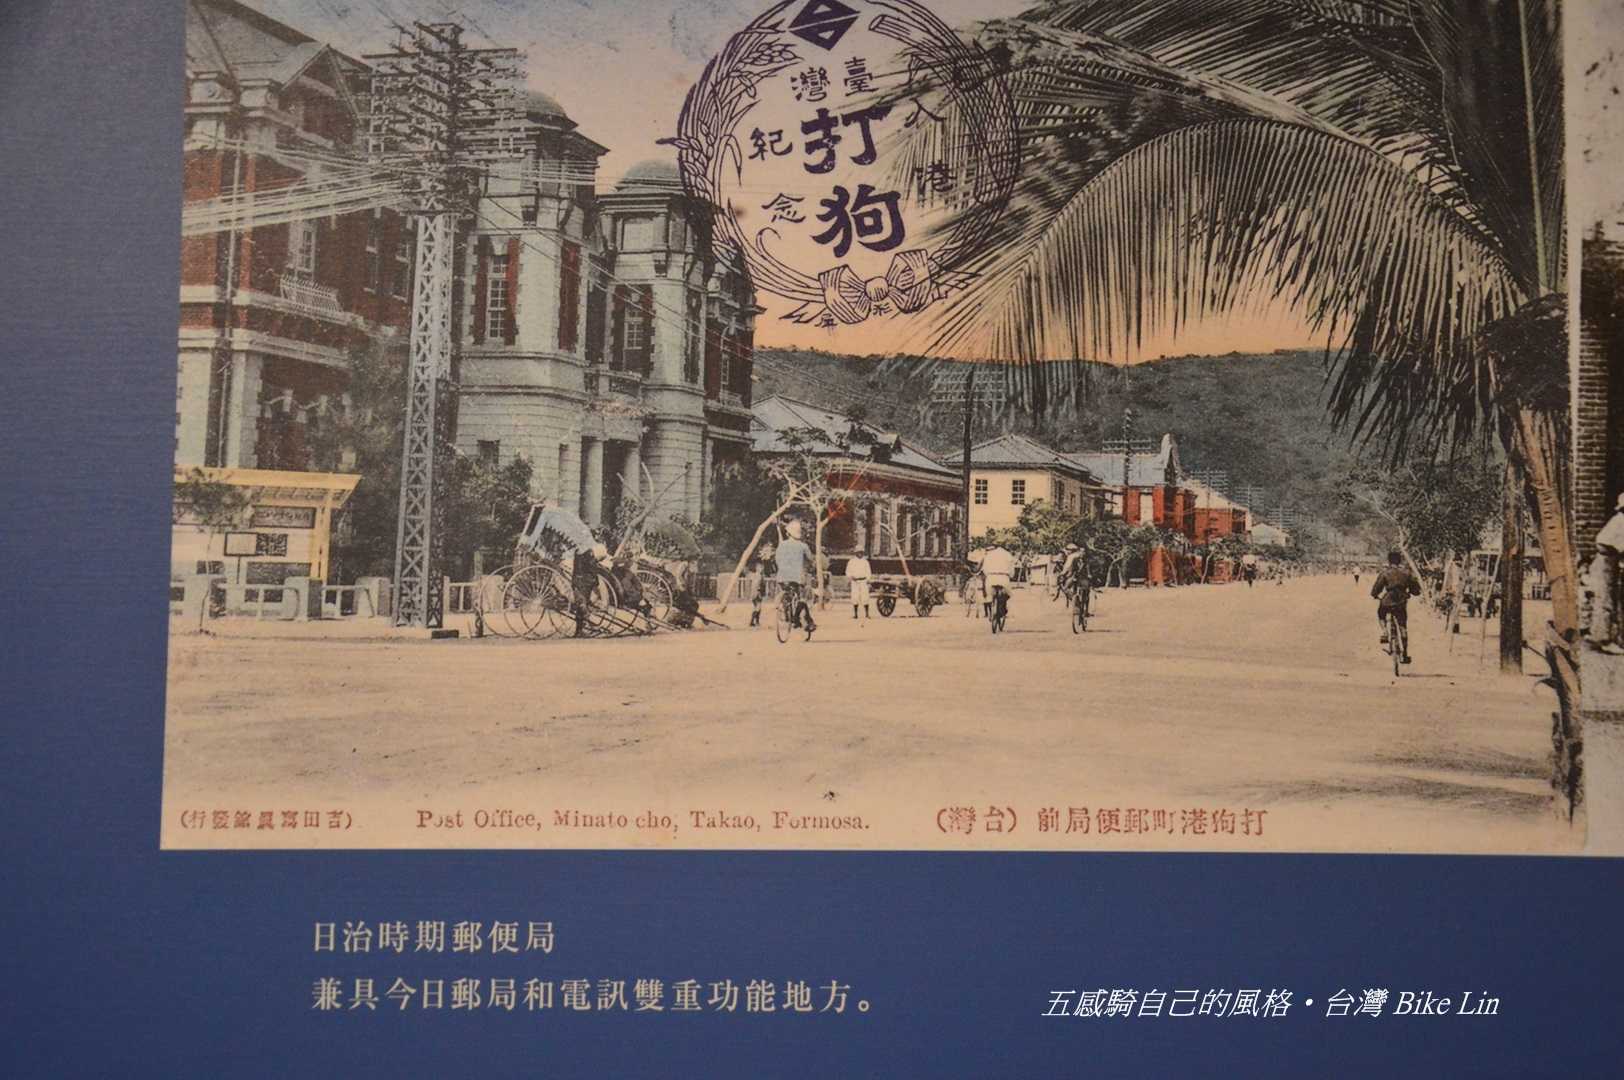 臺灣
打狗
入港
紀念
(吉田寫眞館發行) Post Office, Minato-cho, Takao, Formosa. 打狗港町郵便局前(台灣)
日治時期郵便局
兼具今日郵局和電訊雙重功能地方。
五感騎自己的風格・台灣 Bike Lin